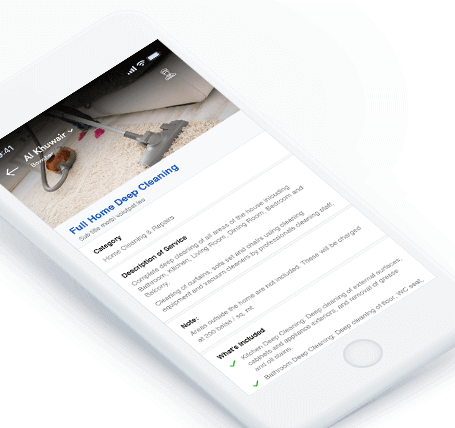 9:41
Al Khuwair
Full Home Deep Cleaning
Sub title morbi volutpat leo
Category
Home Cleaning & Repairs
Description of Service
Complete deep cleaning of all areas of the house including
Bathroom, Kitchen, Living Room, Dining Room, Bedroom and
Balcony.
Cleaning of curtains, sofa set and chairs using cleaning
equipment and vacuum cleaners by professionals cleaning staff.
Note:
Areas outside the home are not included. These will be charged
at 200 baisa / sq. mt
What's included
Kitchen Deep Cleaning: Deep cleaning of external surfaces,
cabinets and appliance exteriors, and removal of grease
and oil stains
Bathroom Deep Cleaning: Deep cleaning of floor, WC seat,